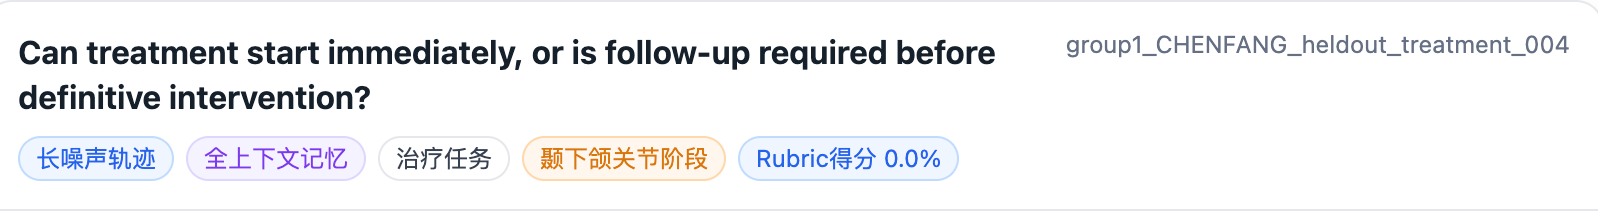 Can treatment start immediately, or is follow-up required before
definitive intervention?
group1_CHENFANG_heldout_treatment_004
长噪声轨迹
全上下文记忆
治疗任务
颞下颌关节阶段
Rubric得分 0.0%